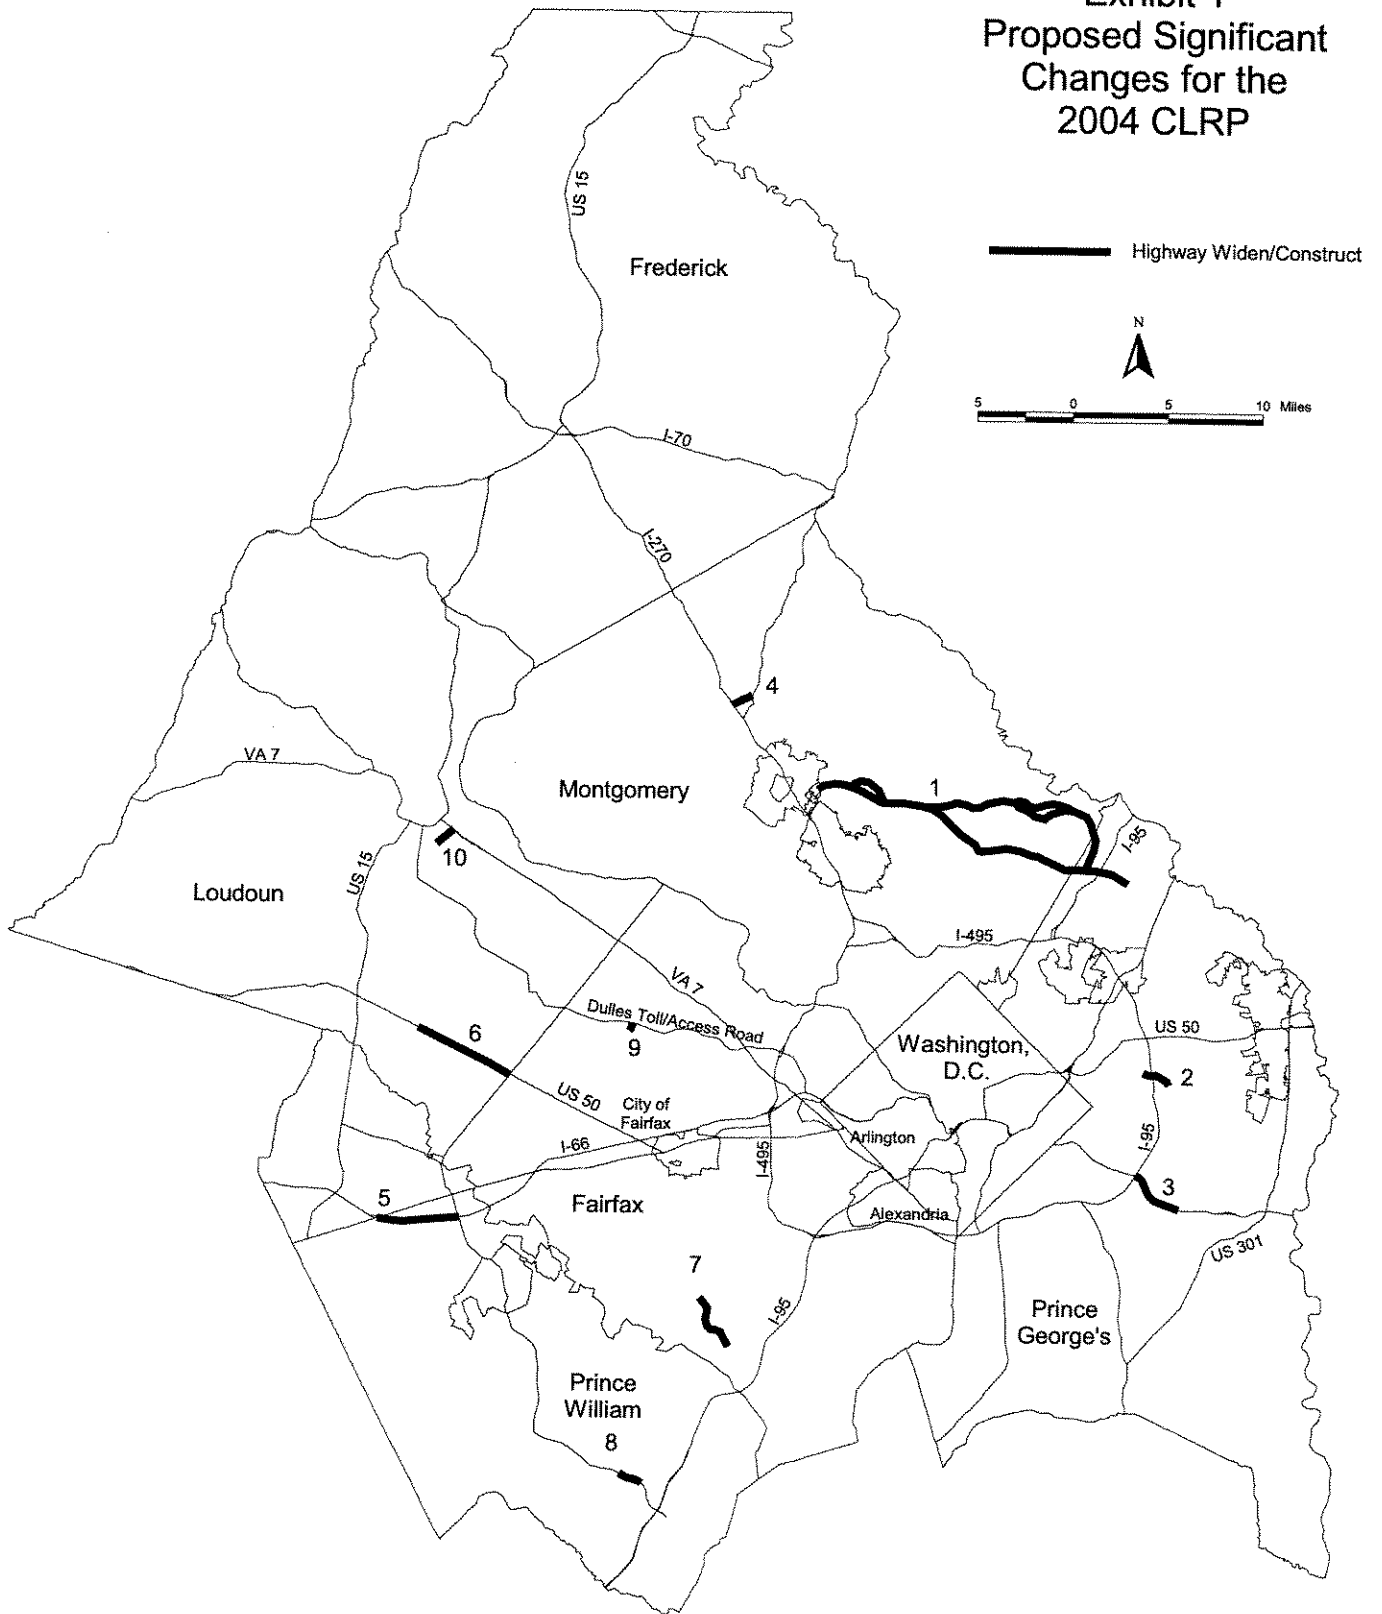 Exhibit 1
Proposed Significant
Changes for the
2004 CLRP
Highway Widen/Construct
N
5 0 5 10 Miles
US 15
Frederick
I-70
I-270
4
VA 7
Montgomery
1
I-95
10
US 15
Loudoun
I-495
VA 7
Dulles Toll/Access Road
9
6
Washington,
D.C.
US 50
2
US 50
City of
Fairfax
I-66
Arlington
I-495
I-95
5
Fairfax
Alexandria
3
US 301
7
I-95
Prince
George's
Prince
William
8